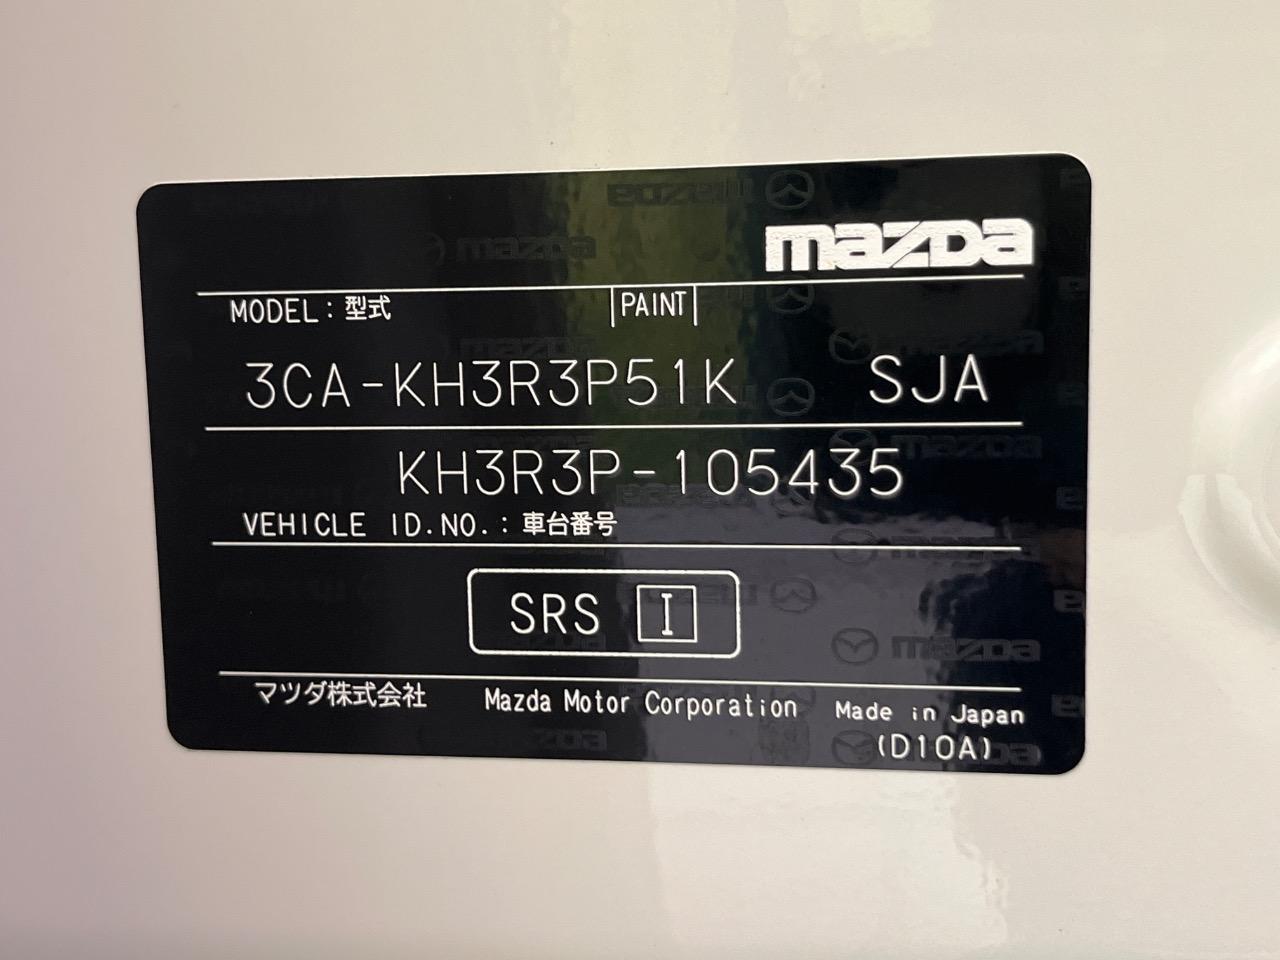 mazda
MODEL：型式 PAINT
3CA-KH3R3P51K SJA
KH3R3P-105435
VEHICLE ID.NO.：車台番号
SRS I
マツダ株式会社 Mazda Motor Corporation Made in Japan
(D10A)